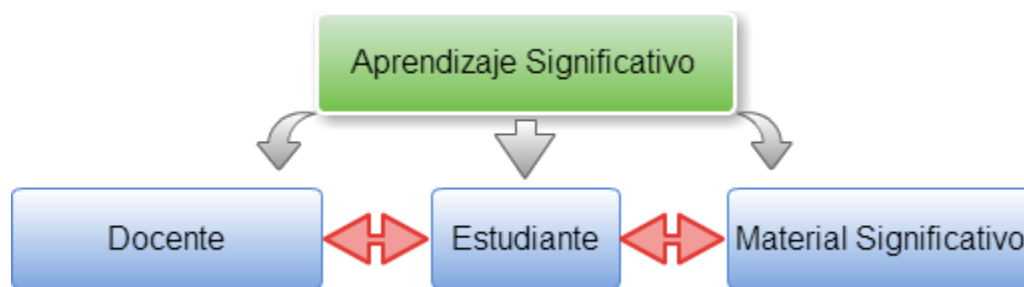 Aprendizaje Significativo
Docente
Estudiante
Material Significativo